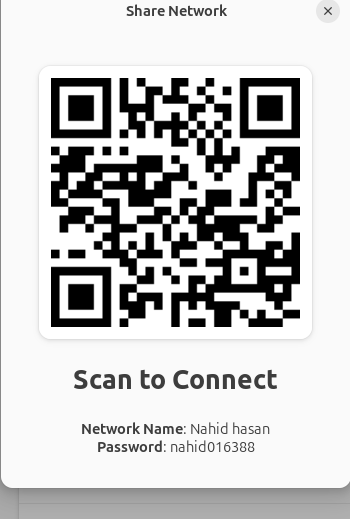 Share Network
Scan to Connect
Network Name: Nahid hasan
Password: nahid016388